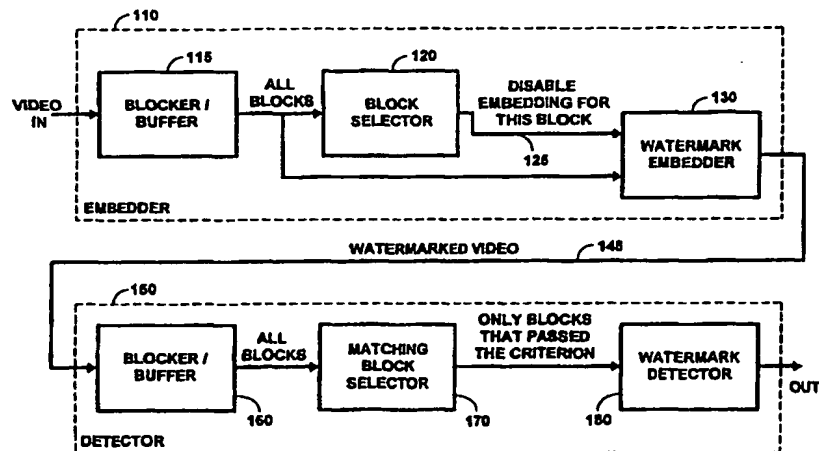 110
115
120
130
VIDEO
IN
BLOCKER /
BUFFER
ALL
BLOCKS
BLOCK
SELECTOR
DISABLE
EMBEDDING FOR
THIS BLOCK
125
WATERMARK
EMBEDDER
EMBEDDER
WATERMARKED VIDEO
145
150
BLOCKER /
BUFFER
160
ALL
BLOCKS
MATCHING
BLOCK
SELECTOR
170
ONLY BLOCKS
THAT PASSED
THE CRITERION
WATERMARK
DETECTOR
180
OUT
DETECTOR